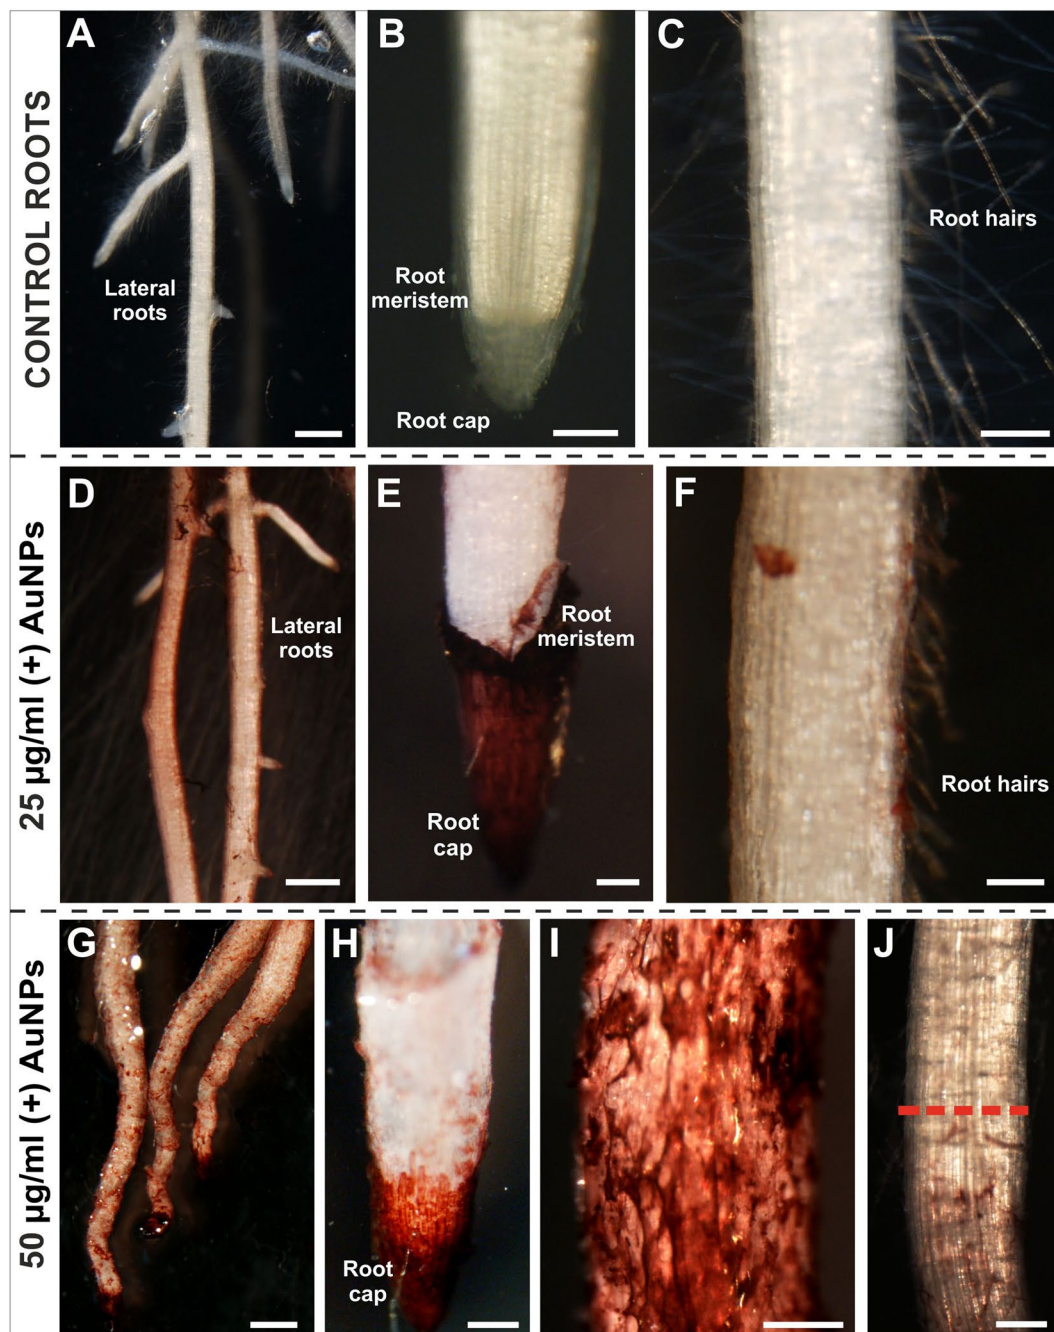 CONTROL ROOTS
A
Lateral
roots
B
Root
meristem
Root cap
C
Root hairs
25 µg/ml (+) AuNPs
D
Lateral
roots
E
Root
meristem
Root
cap
F
Root hairs
50 µg/ml (+) AuNPs
G
H
Root
cap
I
J